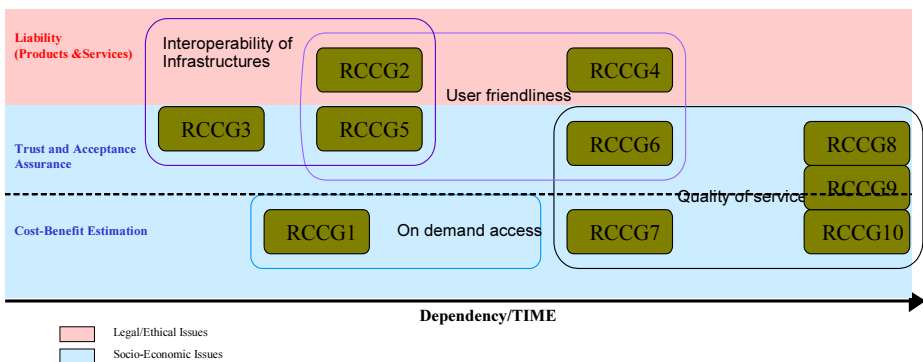 Liability
(Products &Services)
Interoperability of
Infrastructures
RCCG2
RCCG4
User friendliness
RCCG3
RCCG5
RCCG6
RCCG8
Trust and Acceptance
Assurance
RCCG9
Quality of service
Cost-Benefit Estimation
RCCG1
On demand access
RCCG7
RCCG10
Dependency/TIME
Legal/Ethical Issues
Socio-Economic Issues